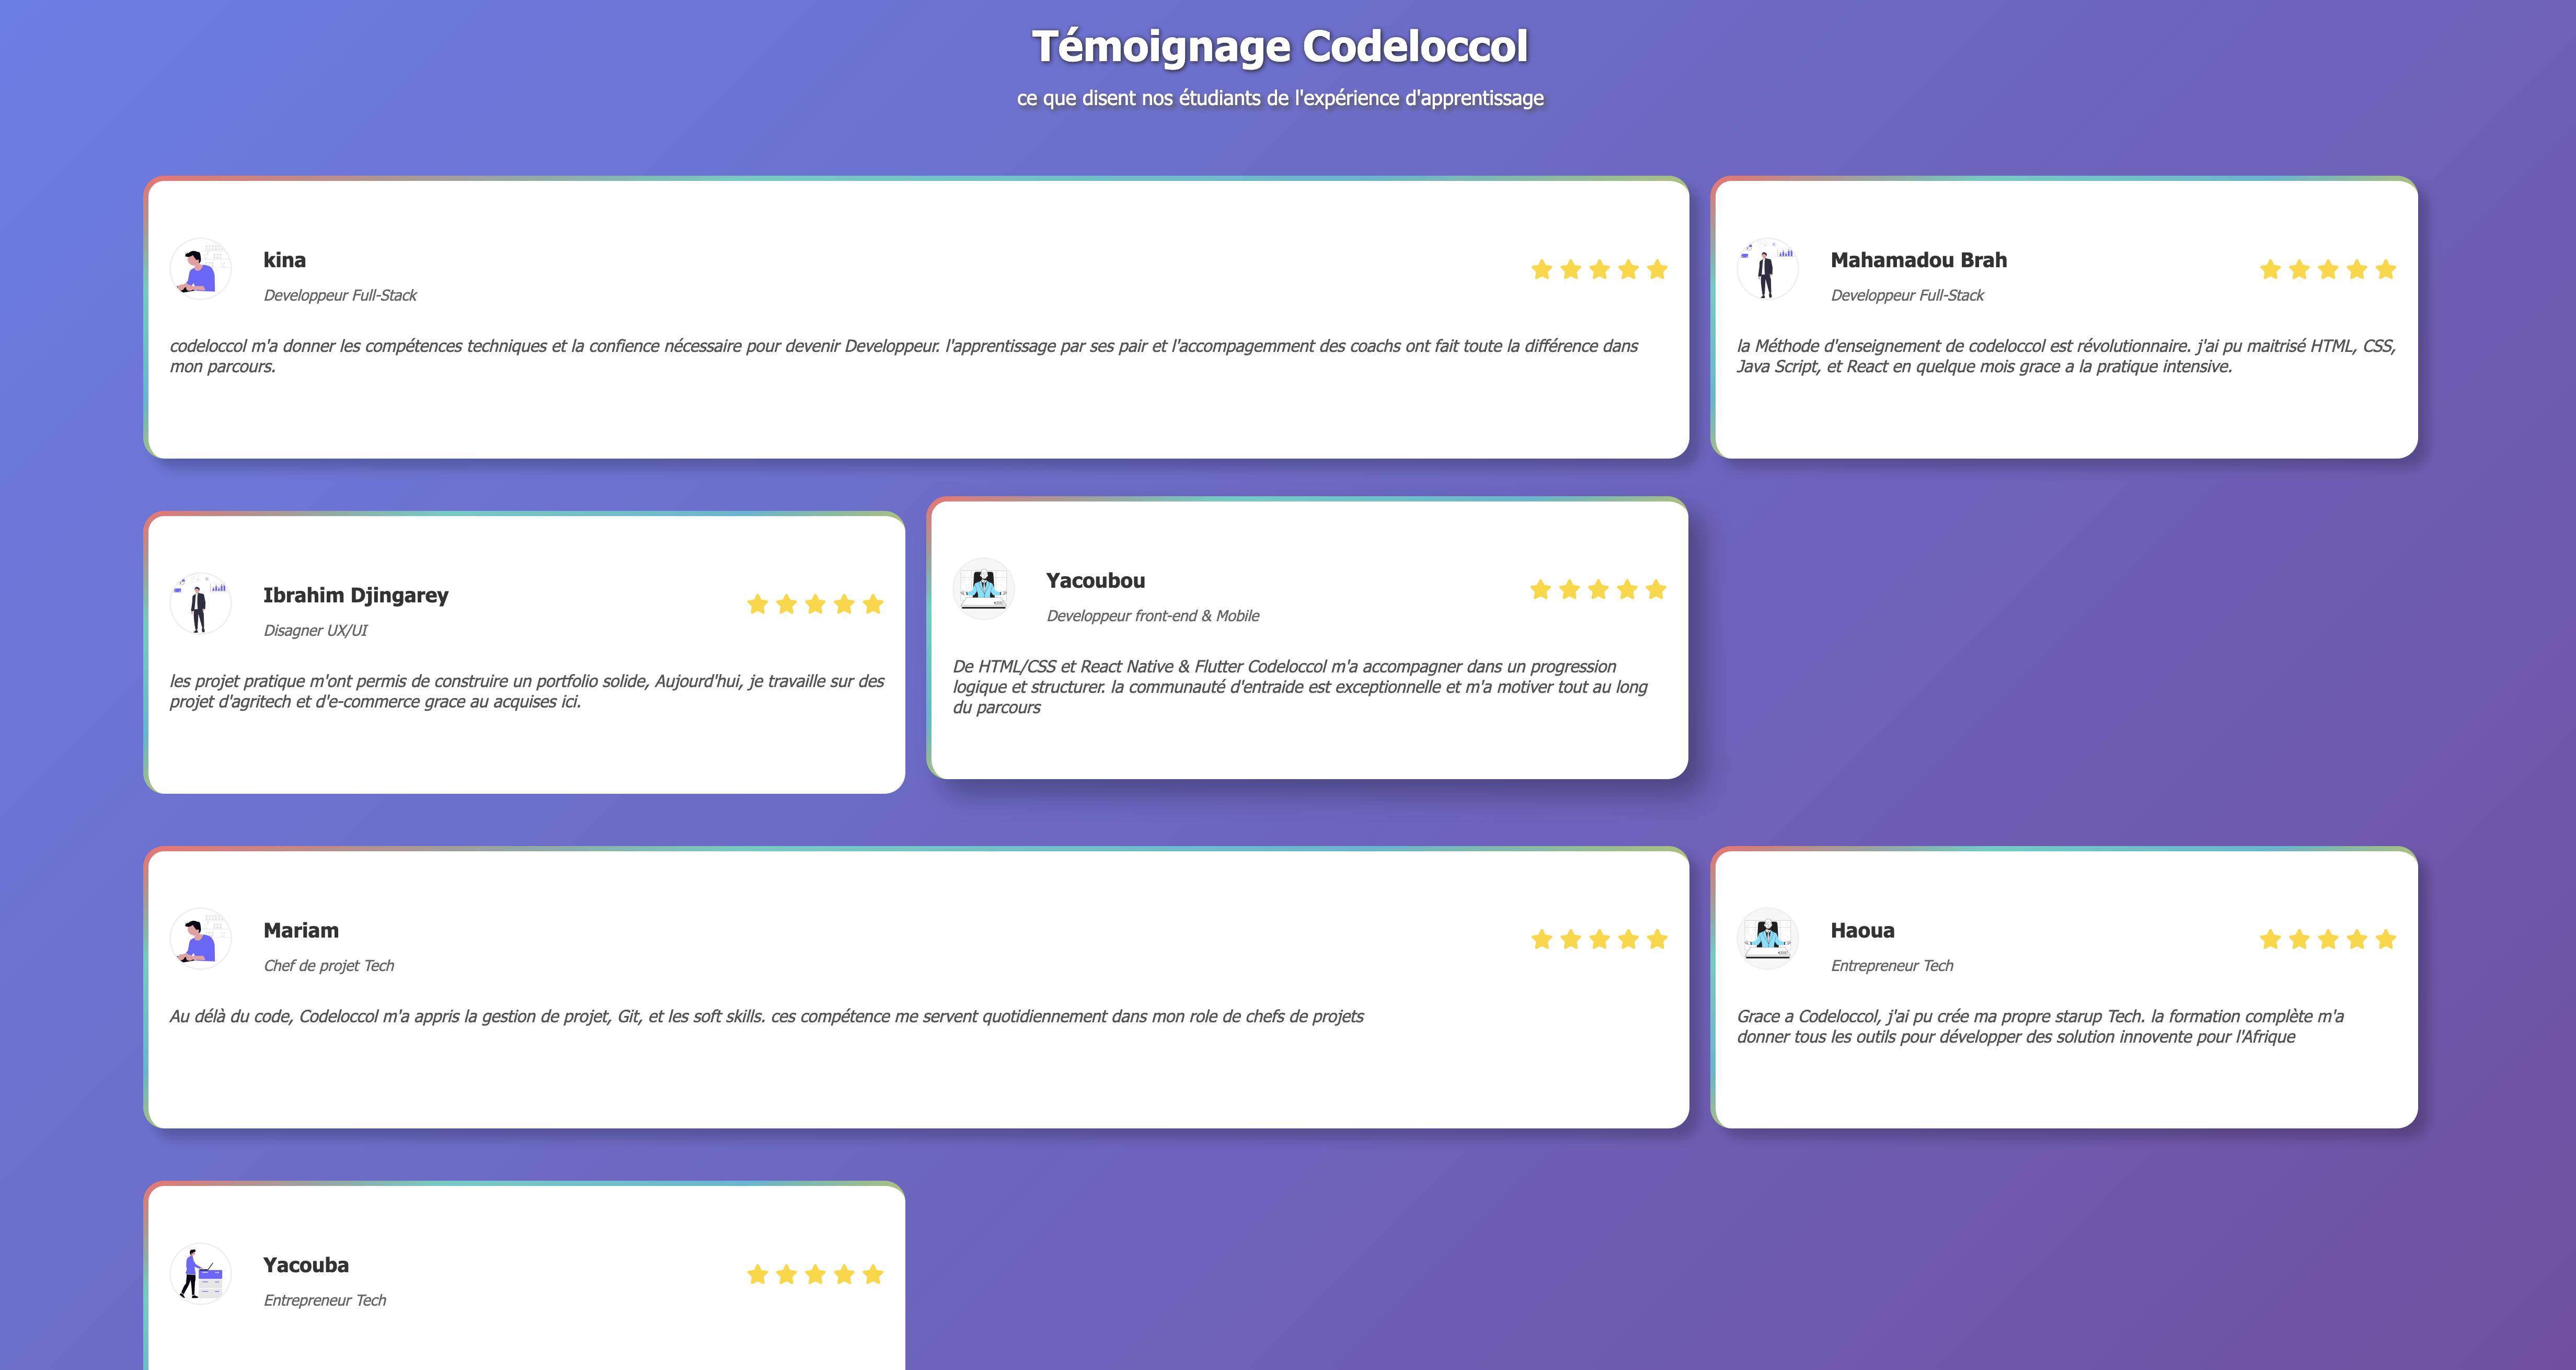 Témoignage Codeloccol
ce que disent nos étudiants de l'expérience d'apprentissage
kina
Developpeur Full-Stack
codeloccol m'a donner les compétences techniques et la confience nécessaire pour devenir Developpeur. l'apprentissage par ses pair et l'accompagemment des coachs ont fait toute la différence dans
mon parcours.
Mahamadou Brah
Developpeur Full-Stack
la Méthode d'enseignement de codeloccol est révolutionnaire. j'ai pu maitrisé HTML, CSS,
Java Script, et React en quelque mois grace a la pratique intensive.
Ibrahim Djingarey
Disagner UX/UI
les projet pratique m'ont permis de construire un portfolio solide, Aujourd'hui, je travaille sur des
projet d'agritech et d'e-commerce grace au acquises ici.
Yacoubou
Developpeur front-end & Mobile
De HTML/CSS et React Native & Flutter Codeloccol m'a accompagner dans un progression
logique et structurer. la communauté d'entraide est exceptionnelle et m'a motiver tout au long
du parcours
Mariam
Chef de projet Tech
Au délà du code, Codeloccol m'a appris la gestion de projet, Git, et les soft skills. ces compétence me servent quotidiennement dans mon role de chefs de projets
Haoua
Entrepreneur Tech
Grace a Codeloccol, j'ai pu crée ma propre starup Tech. la formation complète m'a
donner tous les outils pour développer des solution innovente pour l'Afrique
Yacouba
Entrepreneur Tech